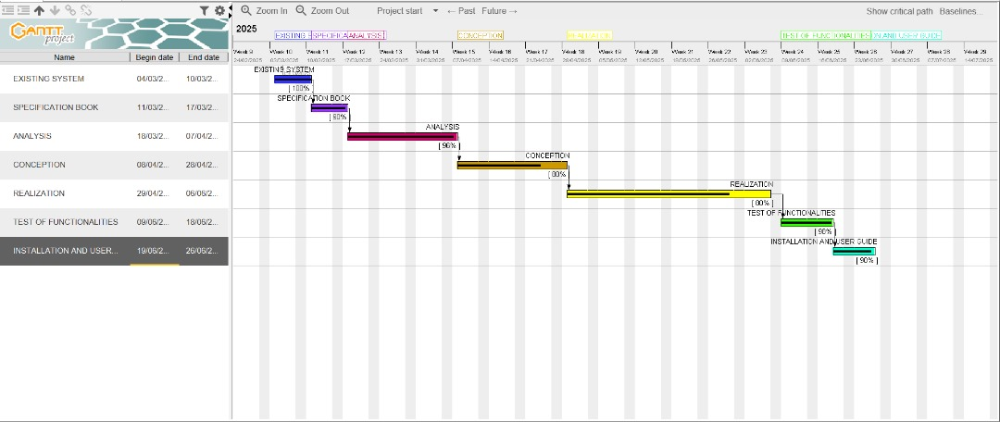 Zoom In Zoom Out Project start ← Past Future → Show critical path Baselines...
2025
EXISTING SPECIFICA ANALYSIS CONCEPTION REALIZATION TEST OF FUNCTIONALITIES ON AND USER GUIDE
GANTT project
Week 9 Week 10 Week 11 Week 12 Week 13 Week 14 Week 15 Week 16 Week 17 Week 18 Week 19 Week 20 Week 21 Week 22 Week 23 Week 24 Week 25 Week 26 Week 27 Week 28 Week 29
24/02/2025 03/03/2025 10/03/2025 17/03/2025 24/03/2025 31/03/2025 07/04/2025 14/04/2025 21/04/2025 28/04/2025 05/05/2025 12/05/2025 19/05/2025 26/05/2025 02/06/2025 09/06/2025 16/06/2025 23/06/2025 30/06/2025 07/07/2025 14/07/2025
Name Begin date End date
EXISTING SYSTEM 04/03/2... 10/03/2...
SPECIFICATION BOOK 11/03/2... 17/03/2...
ANALYSIS 18/03/2... 07/04/2...
CONCEPTION 08/04/2... 28/04/2...
REALIZATION 29/04/2... 06/06/2...
TEST OF FUNCTIONALITIES 09/06/2... 18/06/2...
INSTALLATION AND USER... 19/06/2... 26/06/2...
EXISTING SYSTEM
[ 100%
SPECIFICATION BOOK
[ 90%
ANALYSIS
[ 96%
CONCEPTION
REALIZATION
TEST OF FUNCTIONALITIES
[ 98%
INSTALLATION AND USER GUIDE
[ 90%